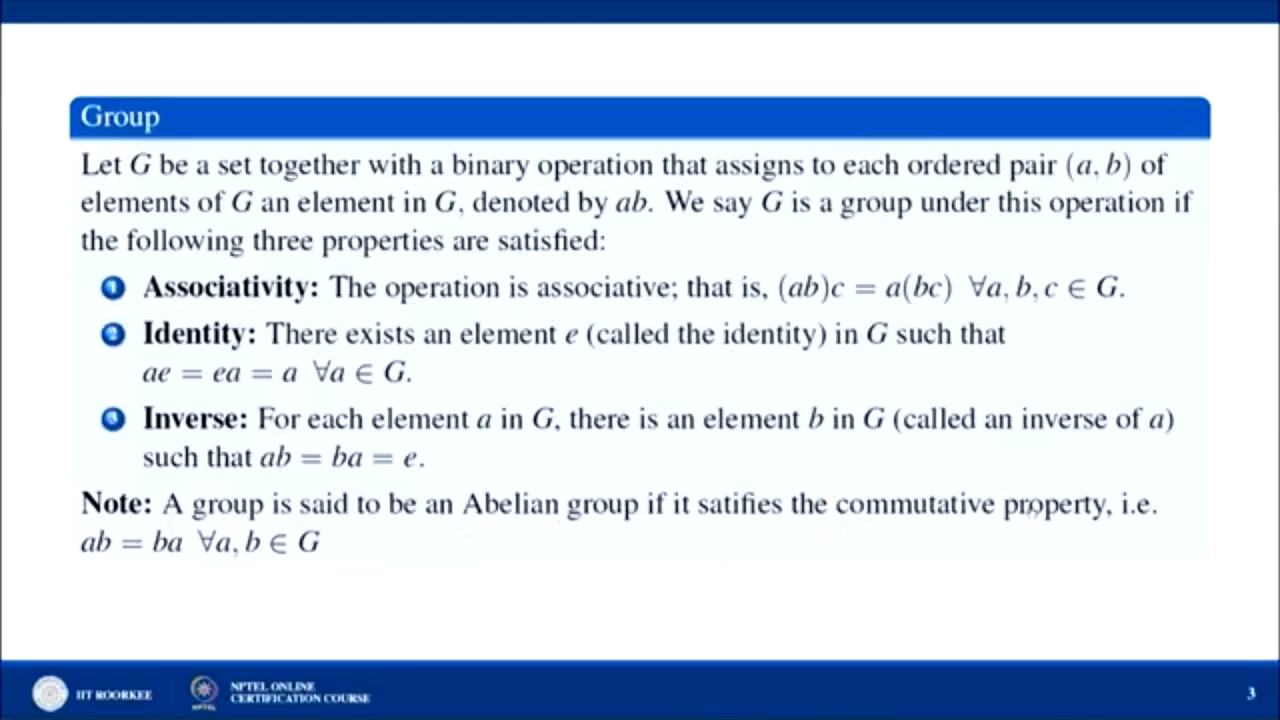 Group
Let G be a set together with a binary operation that assigns to each ordered pair (a, b) of
elements of G an element in G, denoted by ab. We say G is a group under this operation if
the following three properties are satisfied:
1 Associativity: The operation is associative; that is, (ab)c = a(bc) ∀a, b, c ∈ G.
2 Identity: There exists an element e (called the identity) in G such that
ae = ea = a ∀a ∈ G.
3 Inverse: For each element a in G, there is an element b in G (called an inverse of a)
such that ab = ba = e.
Note: A group is said to be an Abelian group if it satifies the commutative property, i.e.
ab = ba ∀a, b ∈ G
IIT ROORKEE
NPTEL
NPTEL ONLINE
CERTIFICATION COURSE
3